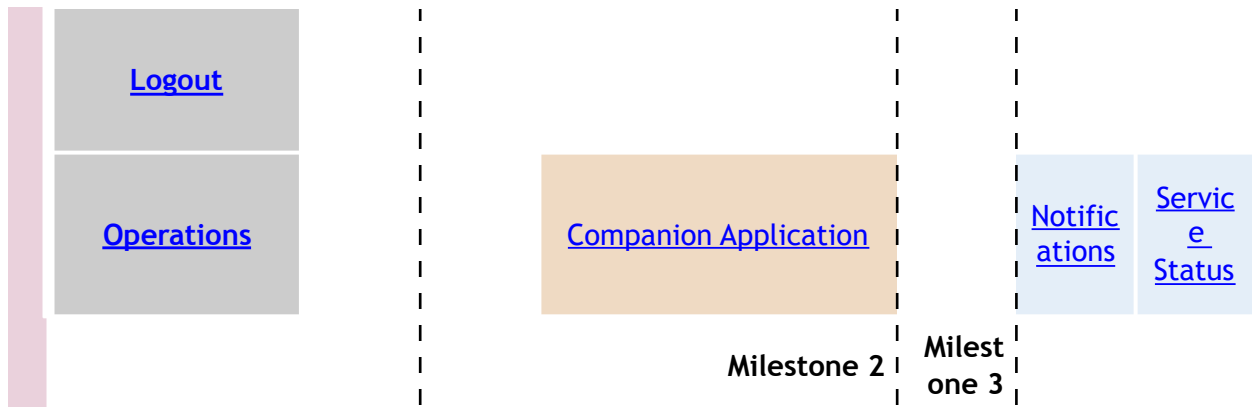 Logout
Operations
Companion Application
Notific
ations
Servic
e
Status
Milestone 2
Milest
one 3